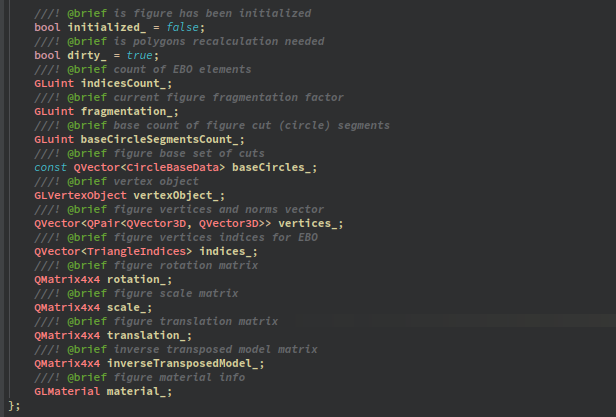 ///! @brief is figure has been initialized
bool initialized_ = false;
///! @brief is polygons recalculation needed
bool dirty_ = true;
///! @brief count of EBO elements
GLuint indicesCount_;
///! @brief current figure fragmentation factor
GLuint fragmentation_;
///! @brief base count of figure cut (circle) segments
GLuint baseCircleSegmentsCount_;
///! @brief figure base set of cuts
const QVector<CircleBaseData> baseCircles_;
///! @brief vertex object
GLVertexObject vertexObject_;
///! @brief figure vertices and norms vector
QVector<QPair<QVector3D, QVector3D>> vertices_;
///! @brief figure vertices indices for EBO
QVector<TriangleIndices> indices_;
///! @brief figure rotation matrix
QMatrix4x4 rotation_;
///! @brief figure scale matrix
QMatrix4x4 scale_;
///! @brief figure translation matrix
QMatrix4x4 translation_;
///! @brief inverse transposed model matrix
QMatrix4x4 inverseTransposedModel_;
///! @brief figure material info
GLMaterial material_;
};